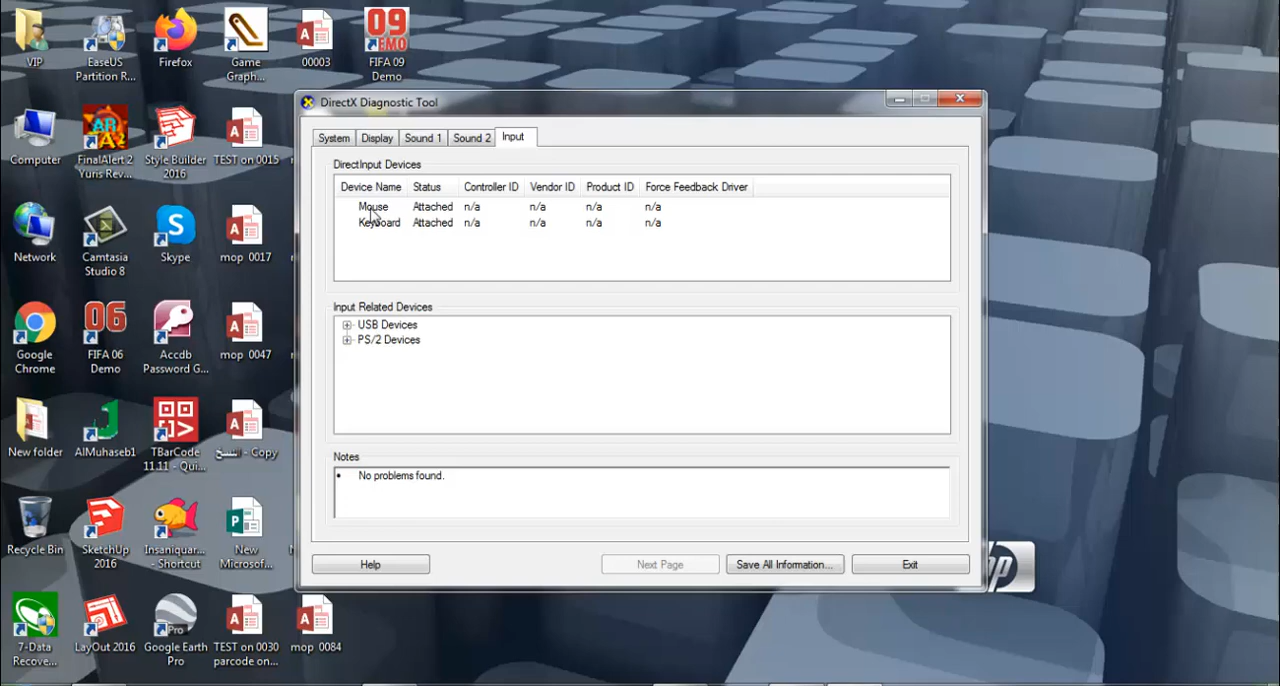 VIP
EaseUS
Partition R...
Firefox
Game
Graph...
00003
09
FIFA 09
Demo
Computer
FinalAlert 2
Yuris Rev...
Style Builder
2016
TEST on 0015
Network
Camtasia
Studio 8
Skype
mop 0017
Google
Chrome
06
FIFA 06
Demo
Accdb
Password G...
mop 0047
New folder
AlMuhaseb1
TBarCode
11.11 - Qui...
Copy - النسخ...
Recycle Bin
SketchUp
2016
Insaniquar...
- Shortcut
New
Microsof...
7-Data
Recove...
LayOut 2016
Pro
Google Earth
Pro
TEST on 0030
parcode on...
mop 0084
DirectX Diagnostic Tool
System Display Sound 1 Sound 2 Input
DirectInput Devices
Device Name Status Controller ID Vendor ID Product ID Force Feedback Driver
Mouse Attached n/a n/a n/a n/a
Keyboard Attached n/a n/a n/a n/a
Input Related Devices
USB Devices
PS/2 Devices
Notes
• No problems found.
Help Next Page Save All Information... Exit
hp